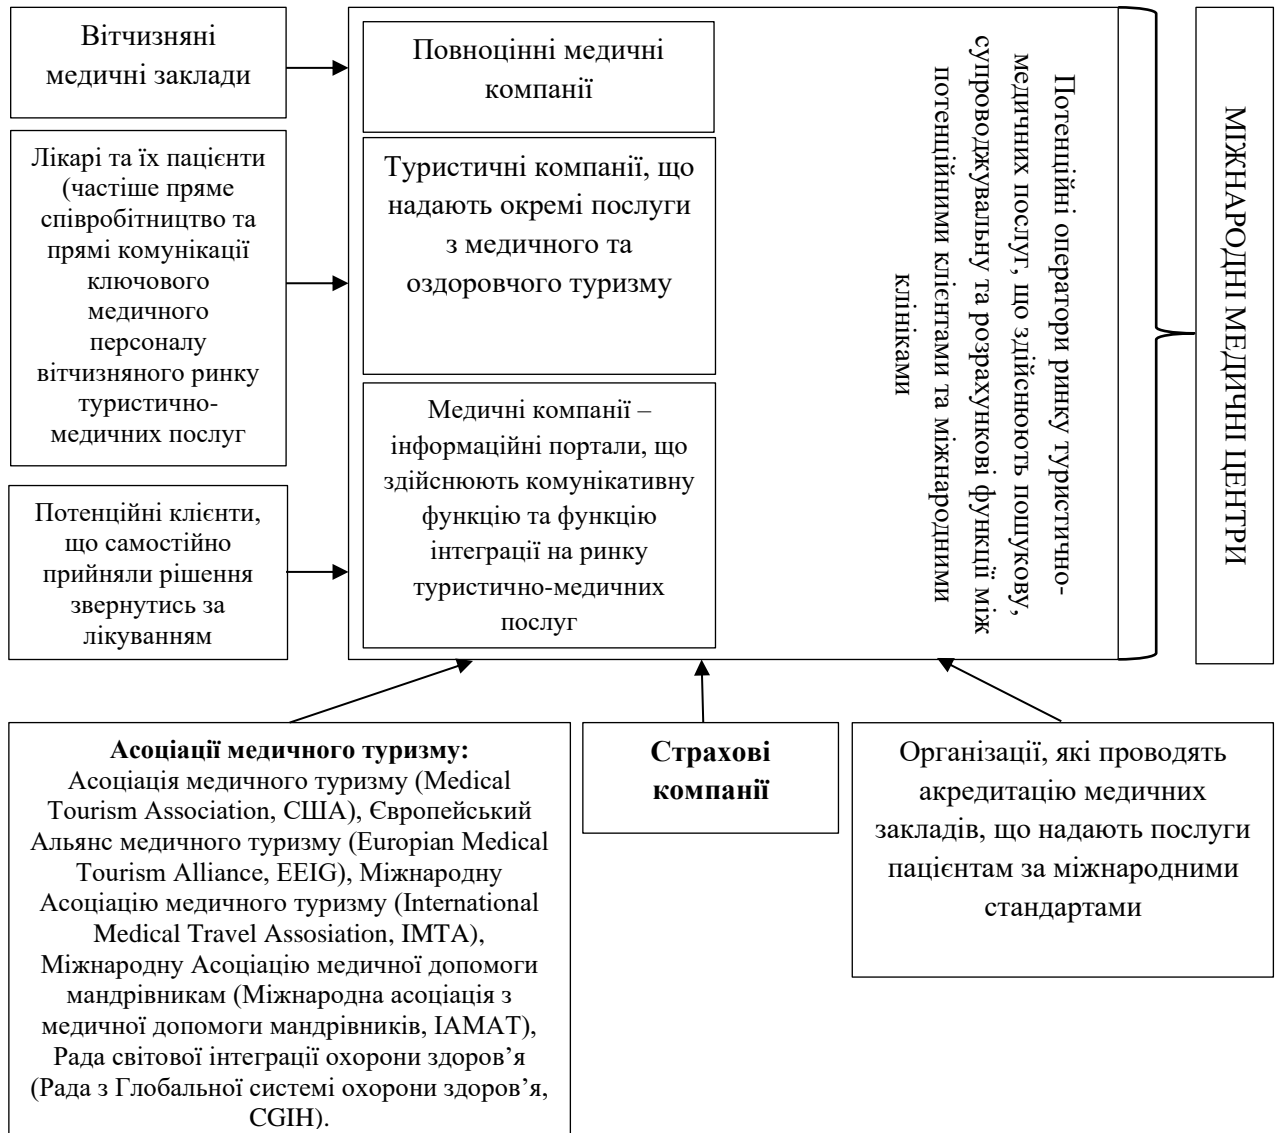 Вітчизняні
медичні заклади
Лікарі та їх пацієнти
(частіше пряме
співробітництво та
прямі комунікації
ключового
медичного
персоналу
вітчизняного ринку
туристично-
медичних послуг
Потенційні клієнти,
що самостійно
прийняли рішення
звернутись за
лікуванням
Повноцінні медичні
компанії
Туристичні компанії, що
надають окремі послуги
з медичного та
оздоровчого туризму
Медичні компанії –
інформаційні портали, що
здійснюють комунікативну
функцію та функцію
інтеграції на ринку
туристично-медичних
послуг
Потенційні оператори ринку туристично-
медичних послуг, що здійснюють пошукову,
супроводжувальну та розрахункові функції між
потенційними клієнтами та міжнародними
клініками
МІЖНАРОДНІ МЕДИЧНІ ЦЕНТРИ
Асоціації медичного туризму:
Асоціація медичного туризму (Medical
Tourism Association, США), Європейський
Альянс медичного туризму (Europian Medical
Tourism Alliance, EEIG), Міжнародну
Асоціацію медичного туризму (International
Medical Travel Assosiation, IMTA),
Міжнародну Асоціацію медичної допомоги
мандрівникам (Міжнародна асоціація з
медичної допомоги мандрівників, IAMAT),
Рада світової інтеграції охорони здоров’я
(Рада з Глобальної системі охорони здоров’я,
CGIH).
Страхові
компанії
Організації, які проводять
акредитацію медичних
закладів, що надають послуги
пацієнтам за міжнародними
стандартами